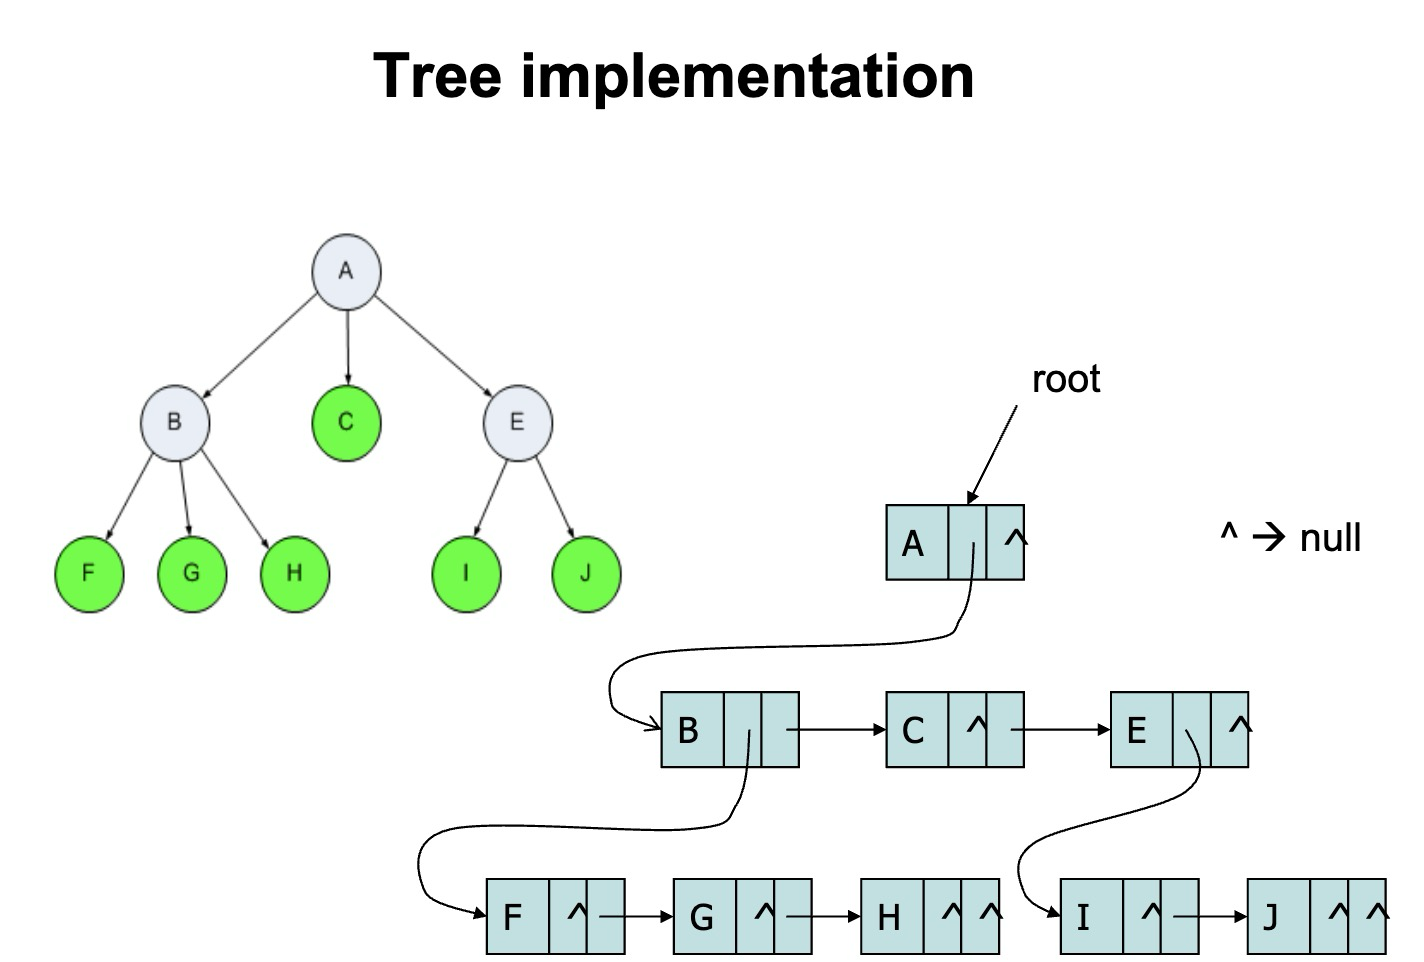 Tree implementation
A
B C E
F G H I J
root
A ^
^ → null
B C ^ E ^
F ^ G ^ H ^ ^ I ^ J ^ ^